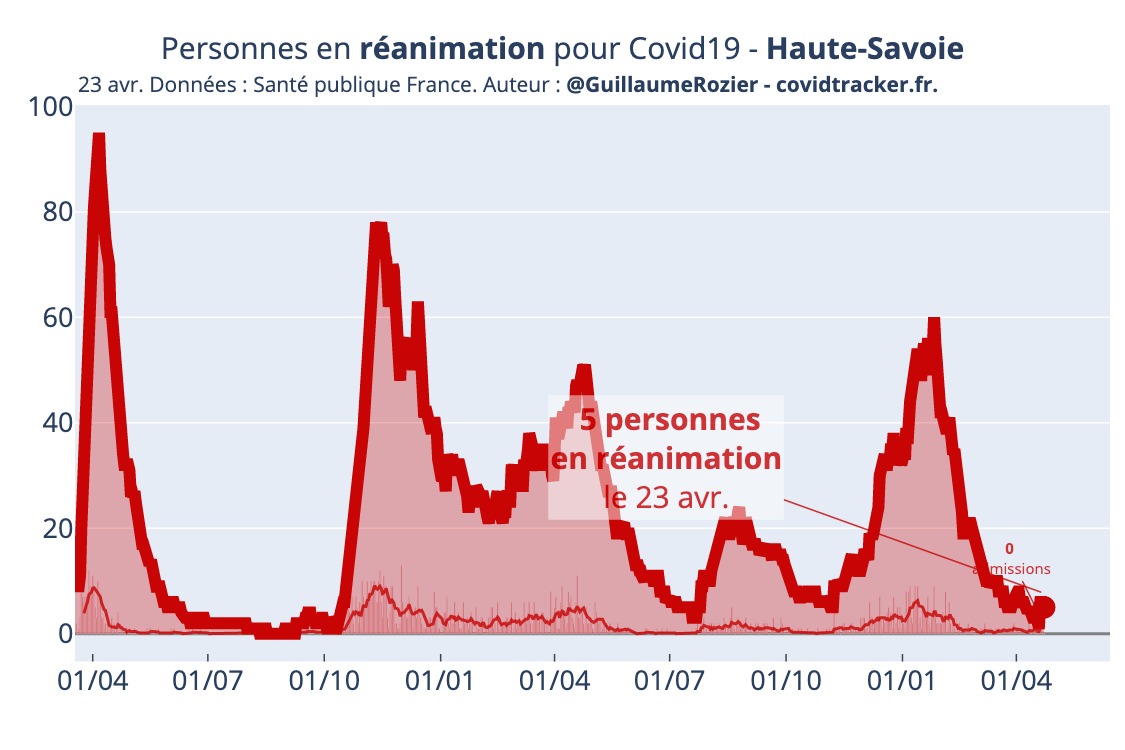 Personnes en réanimation pour Covid19 - Haute-Savoie
23 avr. Données : Santé publique France. Auteur : @GuillaumeRozier - covidtracker.fr.
100
80
60
40
20
0
5 personnes
en réanimation
le 23 avr.
0
admissions
01/04 01/07 01/10 01/01 01/04 01/07 01/10 01/01 01/04